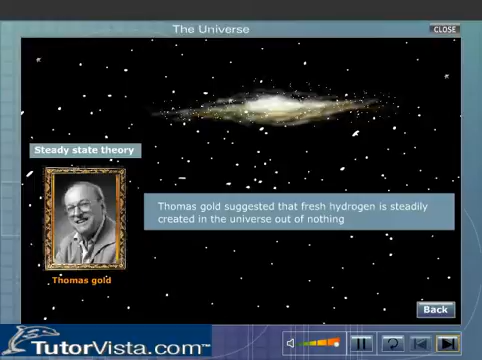 The Universe
CLOSE
Steady state theory
Thomas gold suggested that fresh hydrogen is steadily
created in the universe out of nothing
Thomas gold
Back
TutorVista.com™